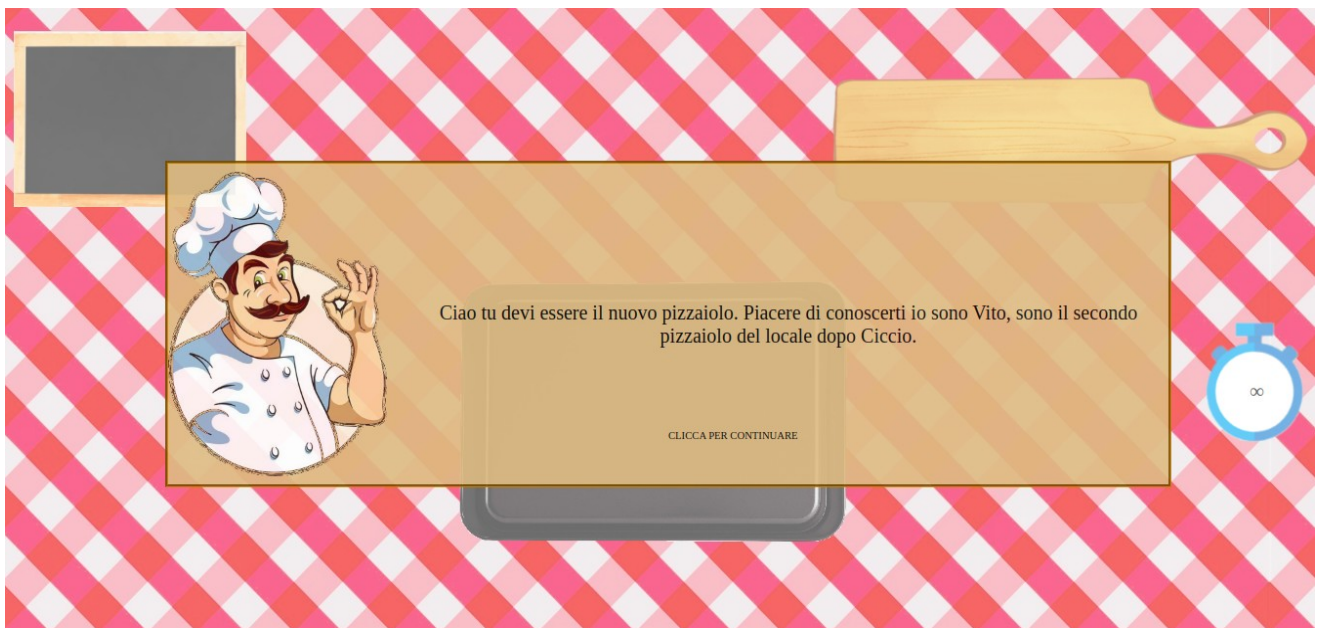 Ciao tu devi essere il nuovo pizzaiolo. Piacere di conoscerti io sono Vito, sono il secondo
pizzaiolo del locale dopo Ciccio.
∞
CLICCA PER CONTINUARE